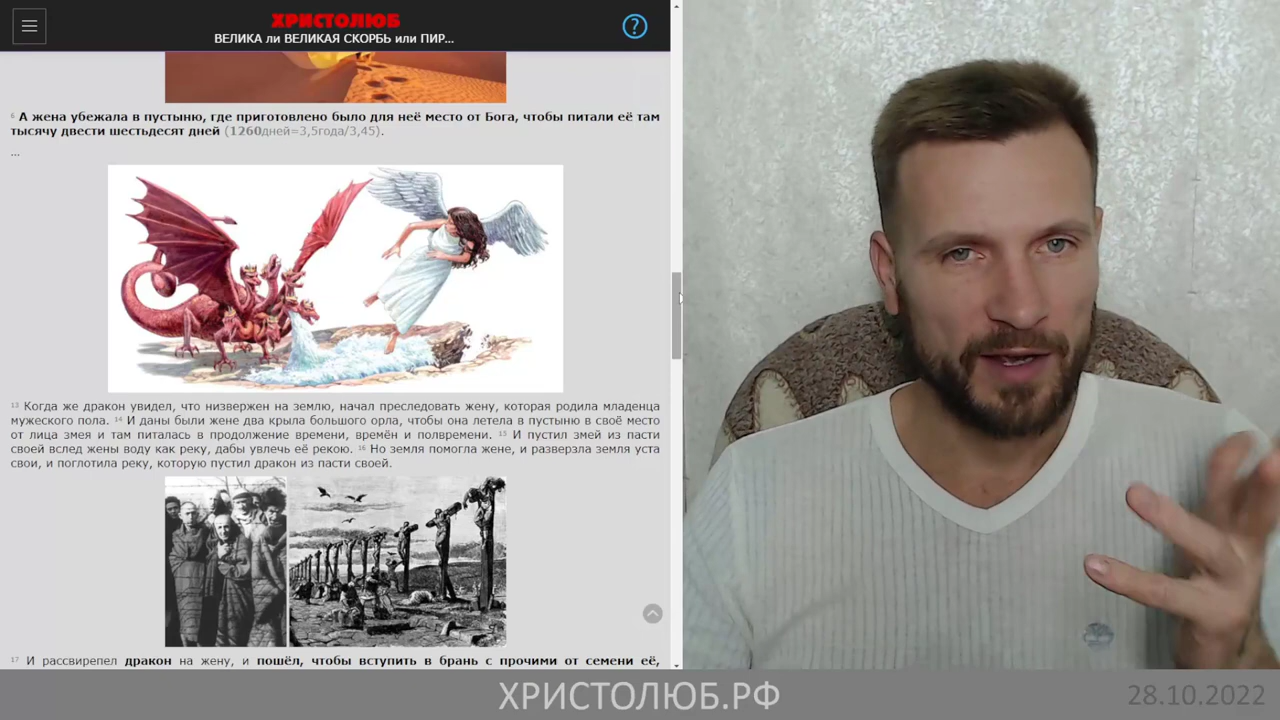 ХРИСТОЛЮБ
ВЕЛИКА ли ВЕЛИКАЯ СКОРБЬ или ПИР...
?
6 А жена убежала в пустыню, где приготовлено было для неё место от Бога, чтобы питали её там
тысячу двести шестьдесят дней (1260дней=3,5года/3,45).
...
13 Когда же дракон увидел, что низвержен на землю, начал преследовать жену, которая родила младенца
мужеского пола. 14 И даны были жене два крыла большого орла, чтобы она летела в пустыню в своё место
от лица змея и там питалась в продолжение времени, времён и полвремени. 15 И пустил змей из пасти
своей вслед жены воду как реку, дабы увлечь её рекою. 16 Но земля помогла жене, и разверзла земля уста
свои, и поглотила реку, которую пустил дракон из пасти своей.
17 И рассвирепел дракон на жену, и пошёл, чтобы вступить в брань с прочими от семени её,
ХРИСТОЛЮБ.РФ
28.10.2022